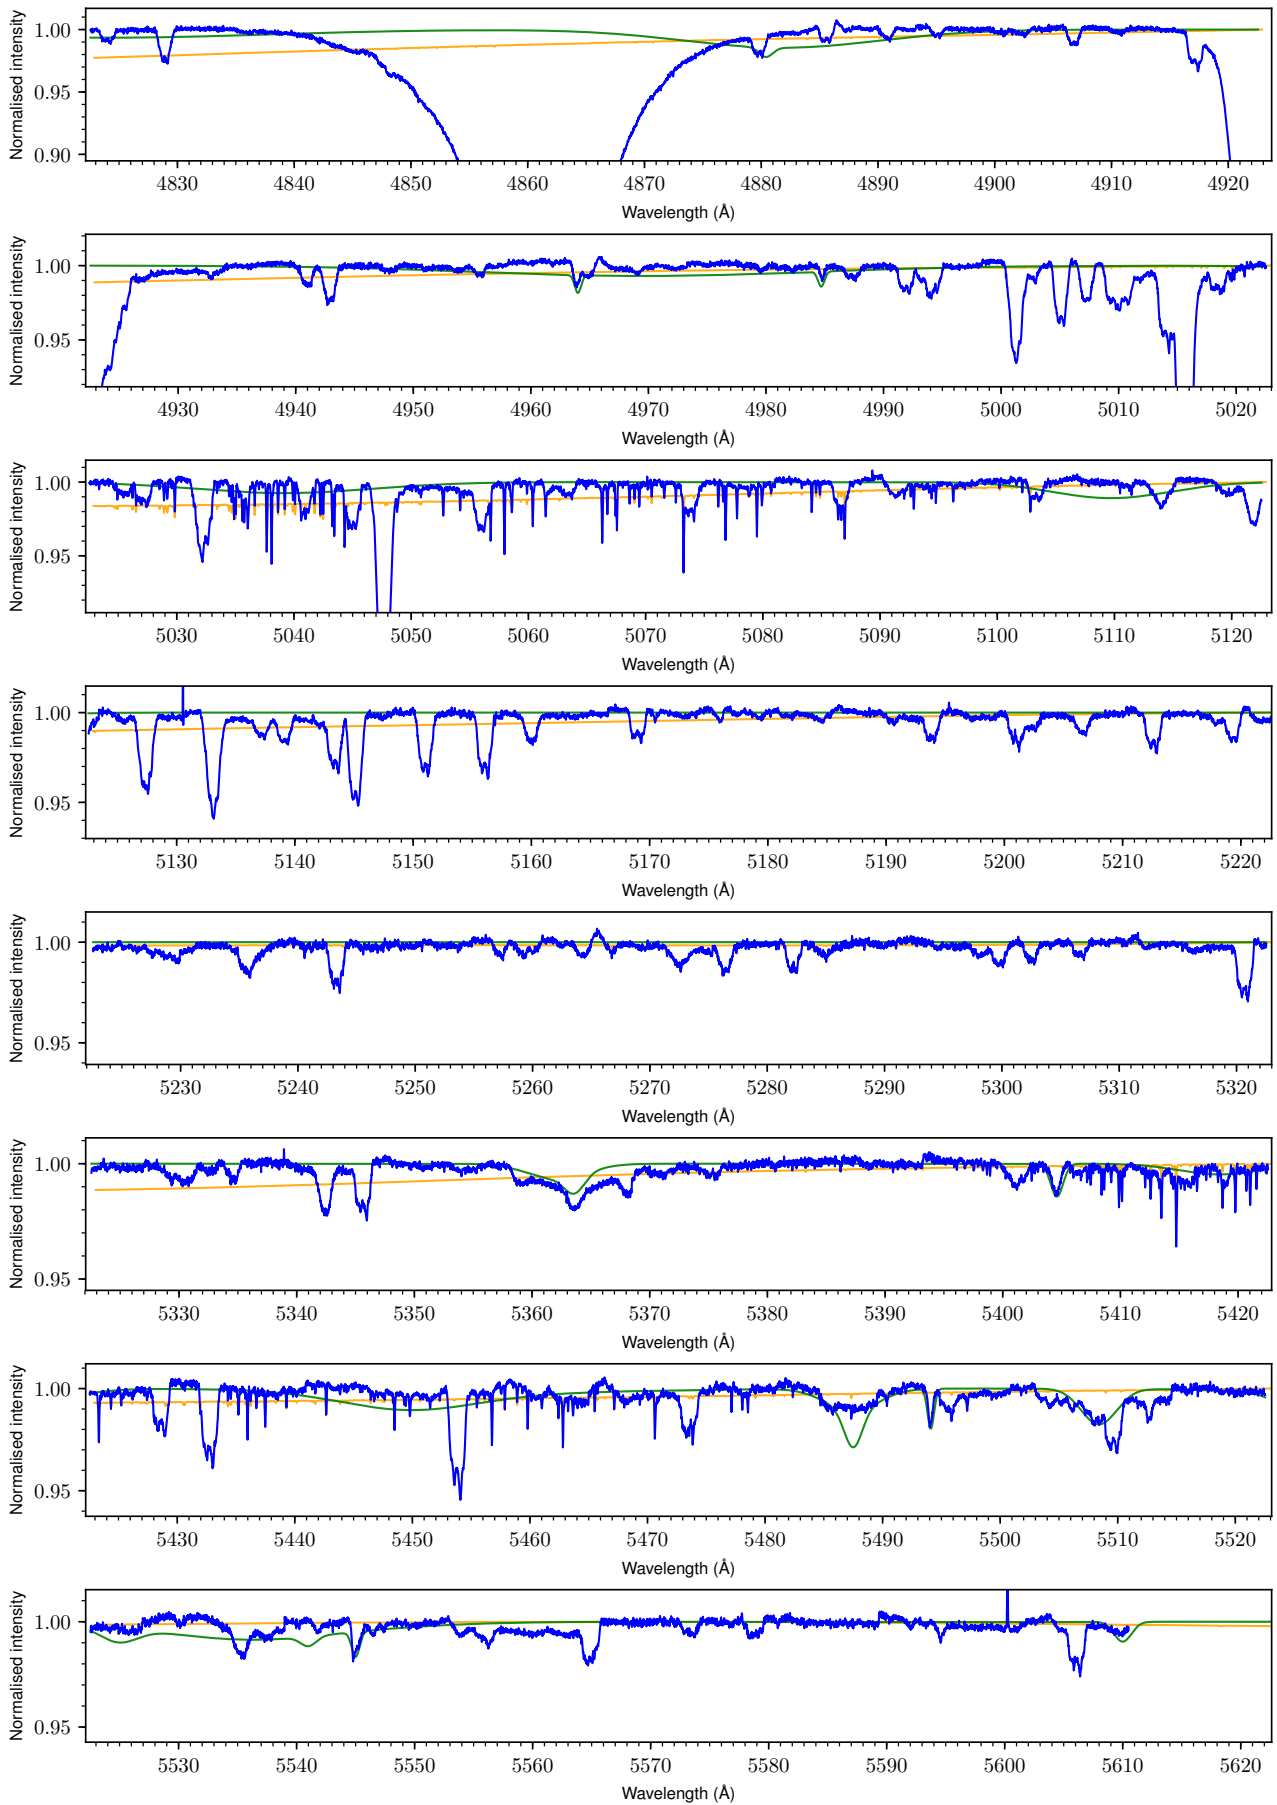 Normalised intensity
1.00
0.95
0.90
4830 4840 4850 4860 4870 4880 4890 4900 4910 4920
Wavelength (Å)
Normalised intensity
1.00
0.95
4930 4940 4950 4960 4970 4980 4990 5000 5010 5020
Wavelength (Å)
Normalised intensity
1.00
0.95
5030 5040 5050 5060 5070 5080 5090 5100 5110 5120
Wavelength (Å)
Normalised intensity
1.00
0.95
5130 5140 5150 5160 5170 5180 5190 5200 5210 5220
Wavelength (Å)
Normalised intensity
1.00
0.95
5230 5240 5250 5260 5270 5280 5290 5300 5310 5320
Wavelength (Å)
Normalised intensity
1.00
0.95
5330 5340 5350 5360 5370 5380 5390 5400 5410 5420
Wavelength (Å)
Normalised intensity
1.00
0.95
5430 5440 5450 5460 5470 5480 5490 5500 5510 5520
Wavelength (Å)
Normalised intensity
1.00
0.95
5530 5540 5550 5560 5570 5580 5590 5600 5610 5620
Wavelength (Å)